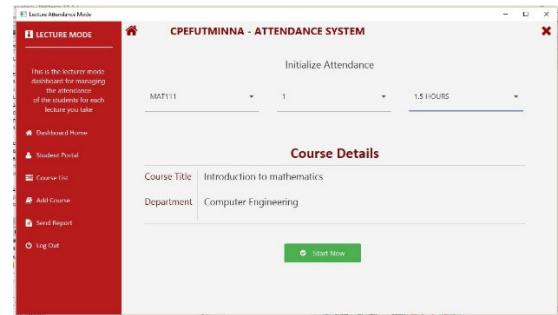 Lecture Attendance Mode
LECTURE MODE
CPEFUTMINNA - ATTENDANCE SYSTEM
This is the lecturer mode
dashboard for managing
the attendance
of the students for each
lecture you take
Dashboard Home
Student Portal
Course List
Add Course
Send Report
Log Out
Initialize Attendance
MAT111
1
1.5 HOURS
Course Details
Course Title
Introduction to mathematics
Department
Computer Engineering
Start Now